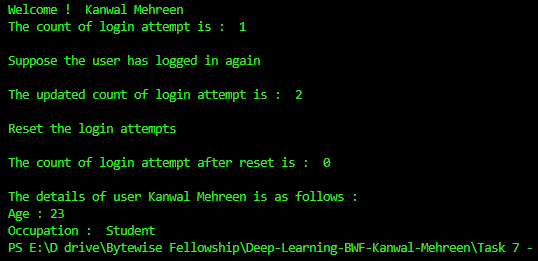 Welcome !  Kanwal Mehreen
The count of login attempt is :  1
Suppose the user has logged in again
The updated count of login attempt is :  2
Reset the login attempts
The count of login attempt after reset is :  0
The details of user Kanwal Mehreen is as follows :
Age : 23
Occupation :  Student
PS E:\D drive\Bytewise Fellowship\Deep-Learning-BWF-Kanwal-Mehreen\Task 7 -